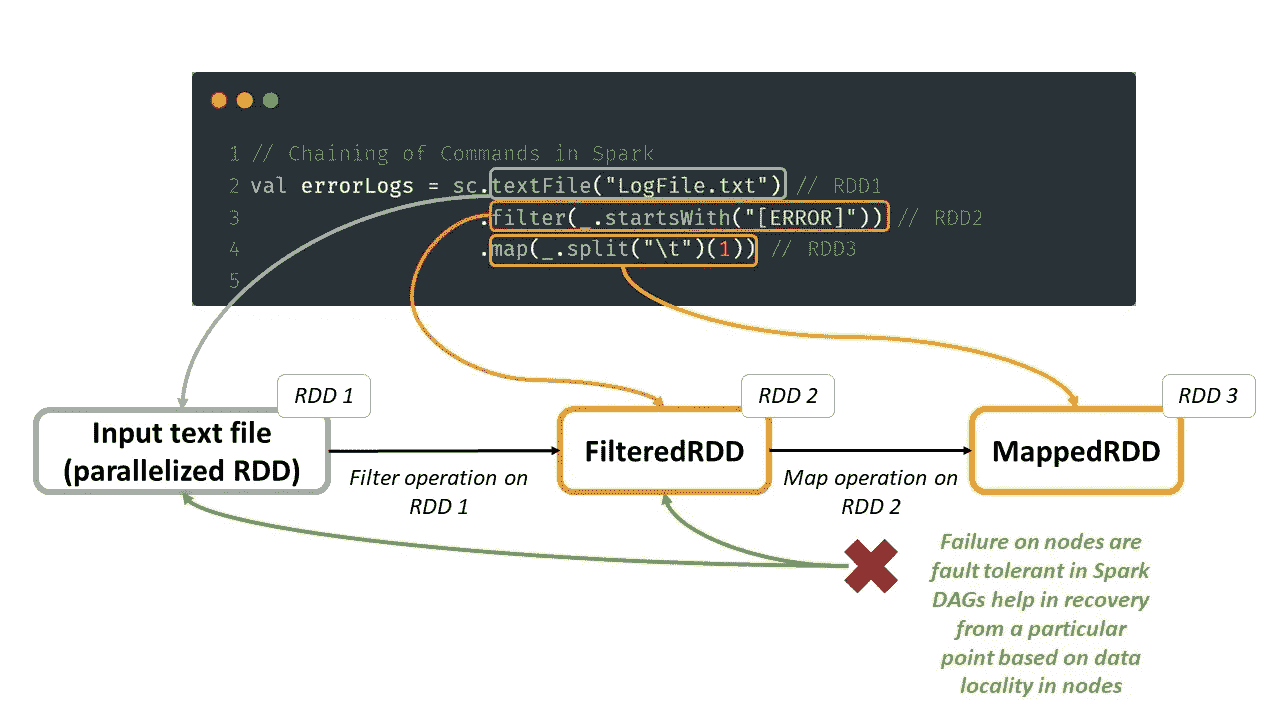 1 // Chaining of Commands in Spark
2 val errorLogs = sc.textFile("LogFile.txt") // RDD1
3 .filter(_.startsWith("[ERROR]")) // RDD2
4 .map(_.split("\t")(1)) // RDD3
5
RDD 1
RDD 2
RDD 3
Input text file
(parallelized RDD)
Filter operation on
RDD 1
FilteredRDD
Map operation on
RDD 2
MappedRDD
Failure on nodes are
fault tolerant in Spark
DAGs help in recovery
from a particular
point based on data
locality in nodes